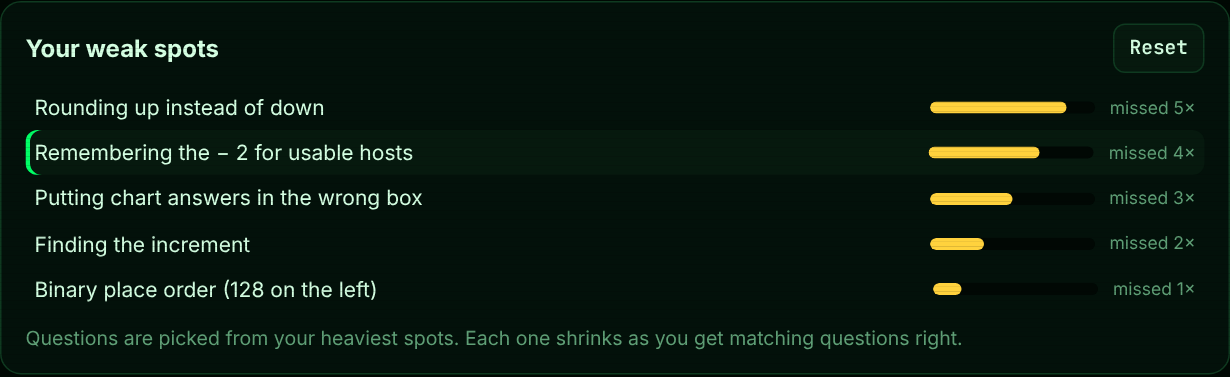 Your weak spots
Reset
Rounding up instead of down
missed 5×
Remembering the − 2 for usable hosts
missed 4×
Putting chart answers in the wrong box
missed 3×
Finding the increment
missed 2×
Binary place order (128 on the left)
missed 1×
Questions are picked from your heaviest spots. Each one shrinks as you get matching questions right.